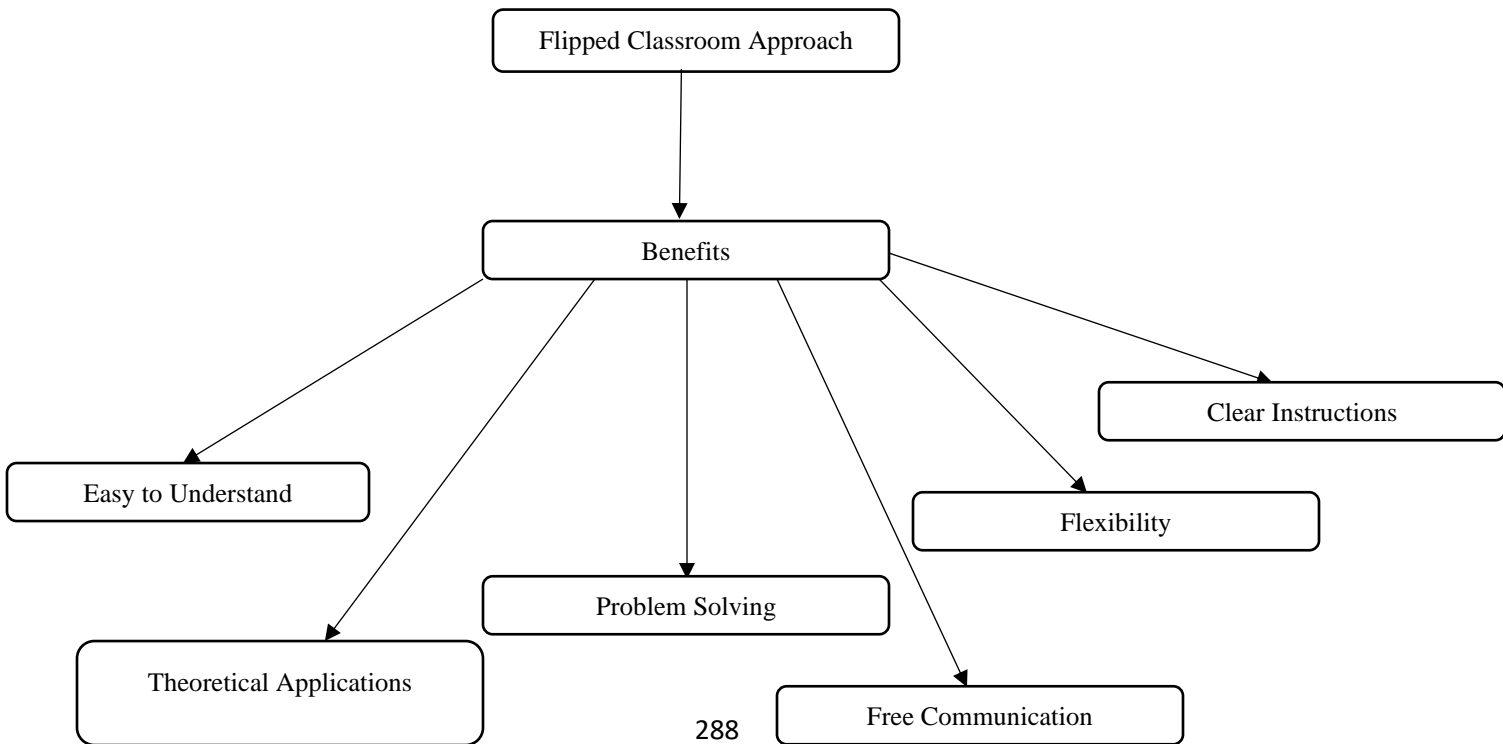 Flipped Classroom Approach
Benefits
Clear Instructions
Easy to Understand
Flexibility
Problem Solving
Theoretical Applications
Free Communication
288